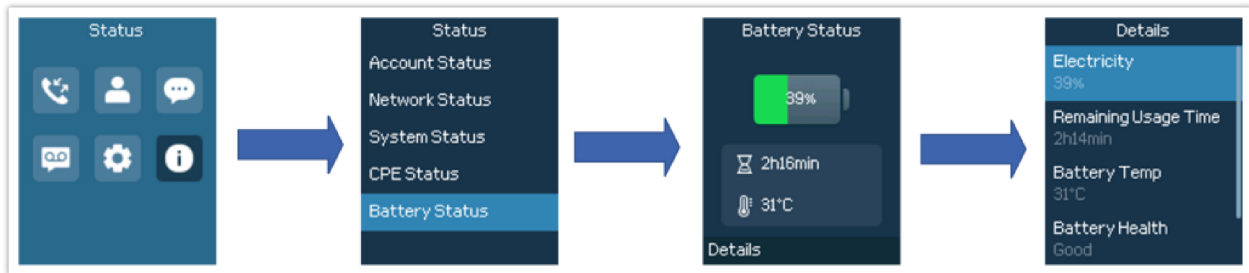 Status
Status
Account Status
Network Status
System Status
CPE Status
Battery Status
Battery Status
39%
2h16min
31°C
Details
Details
Electricity
39%
Remaining Usage Time
2h14min
Battery Temp
31°C
Battery Health
Good